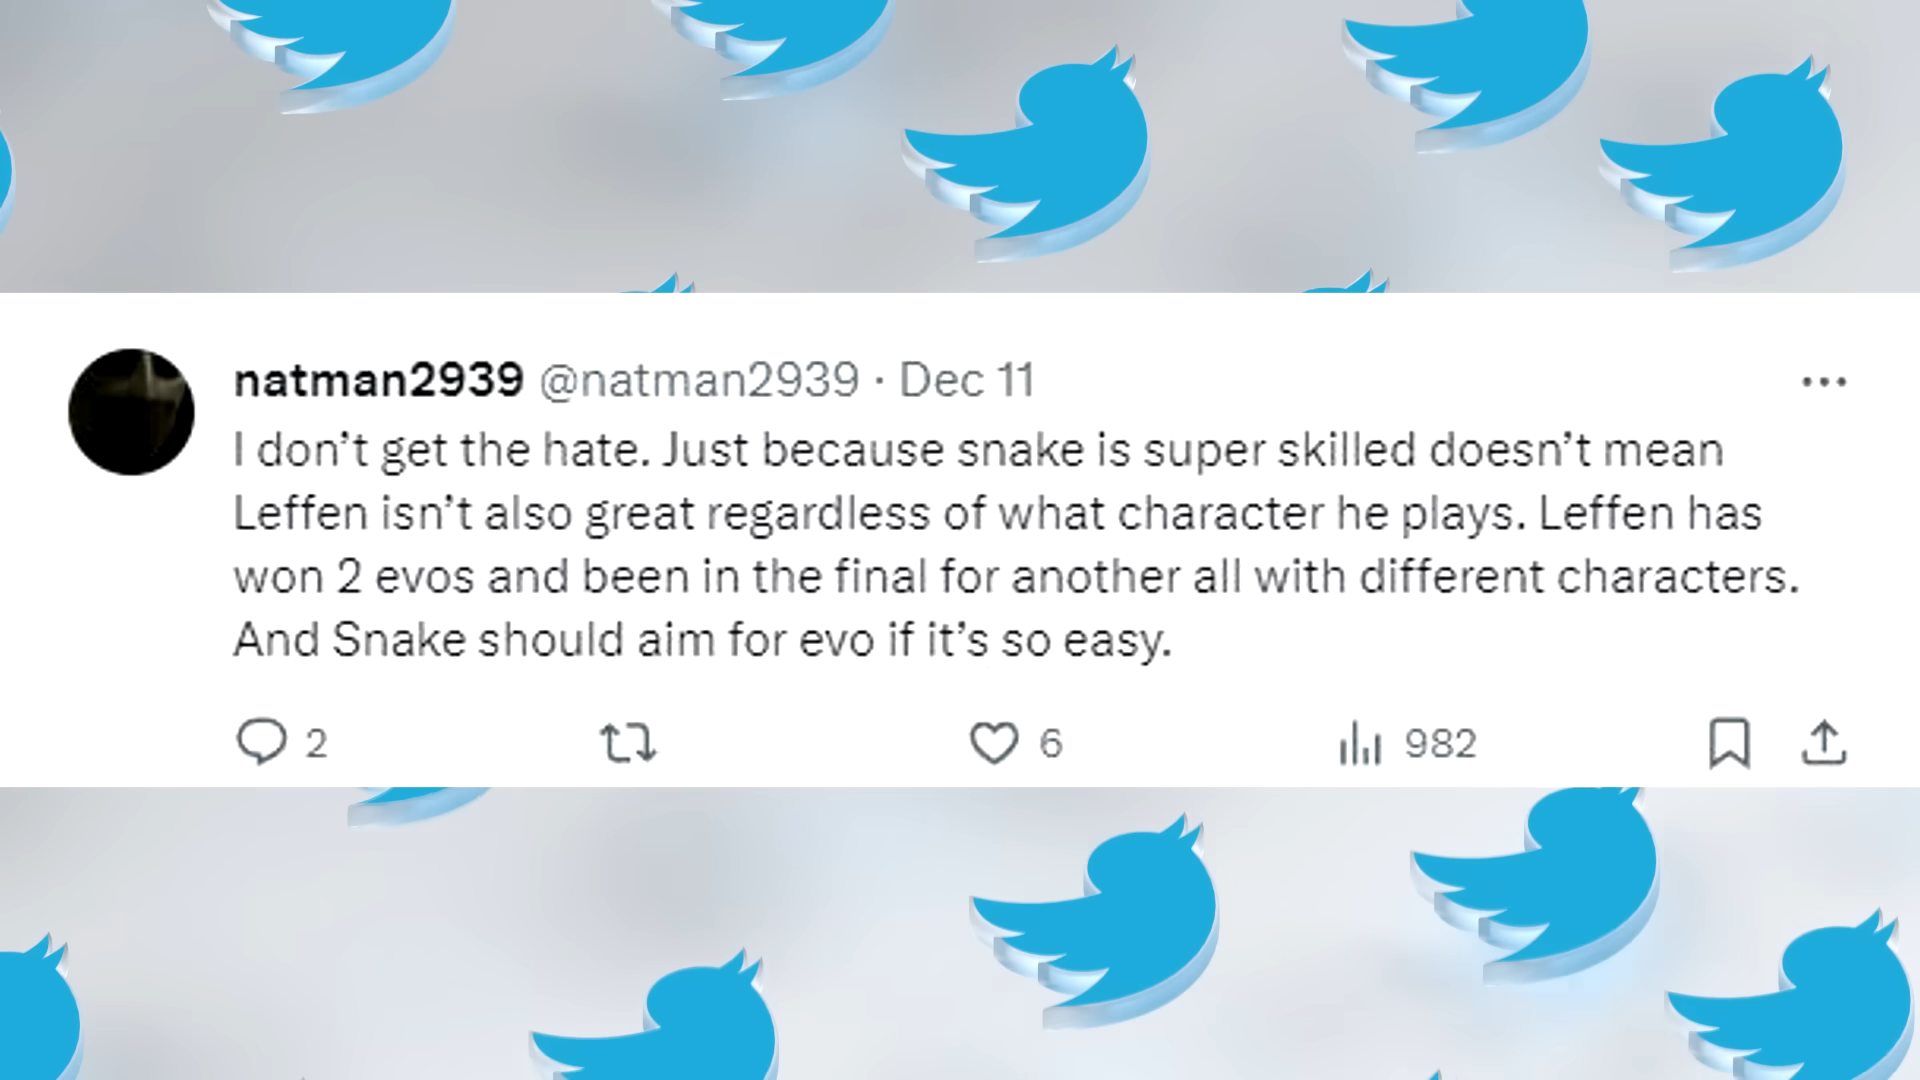 natman2939 @natman2939 · Dec 11
I don’t get the hate. Just because snake is super skilled doesn’t mean
Leffen isn’t also great regardless of what character he plays. Leffen has
won 2 evos and been in the final for another all with different characters.
And Snake should aim for evo if it’s so easy.
2 6 982